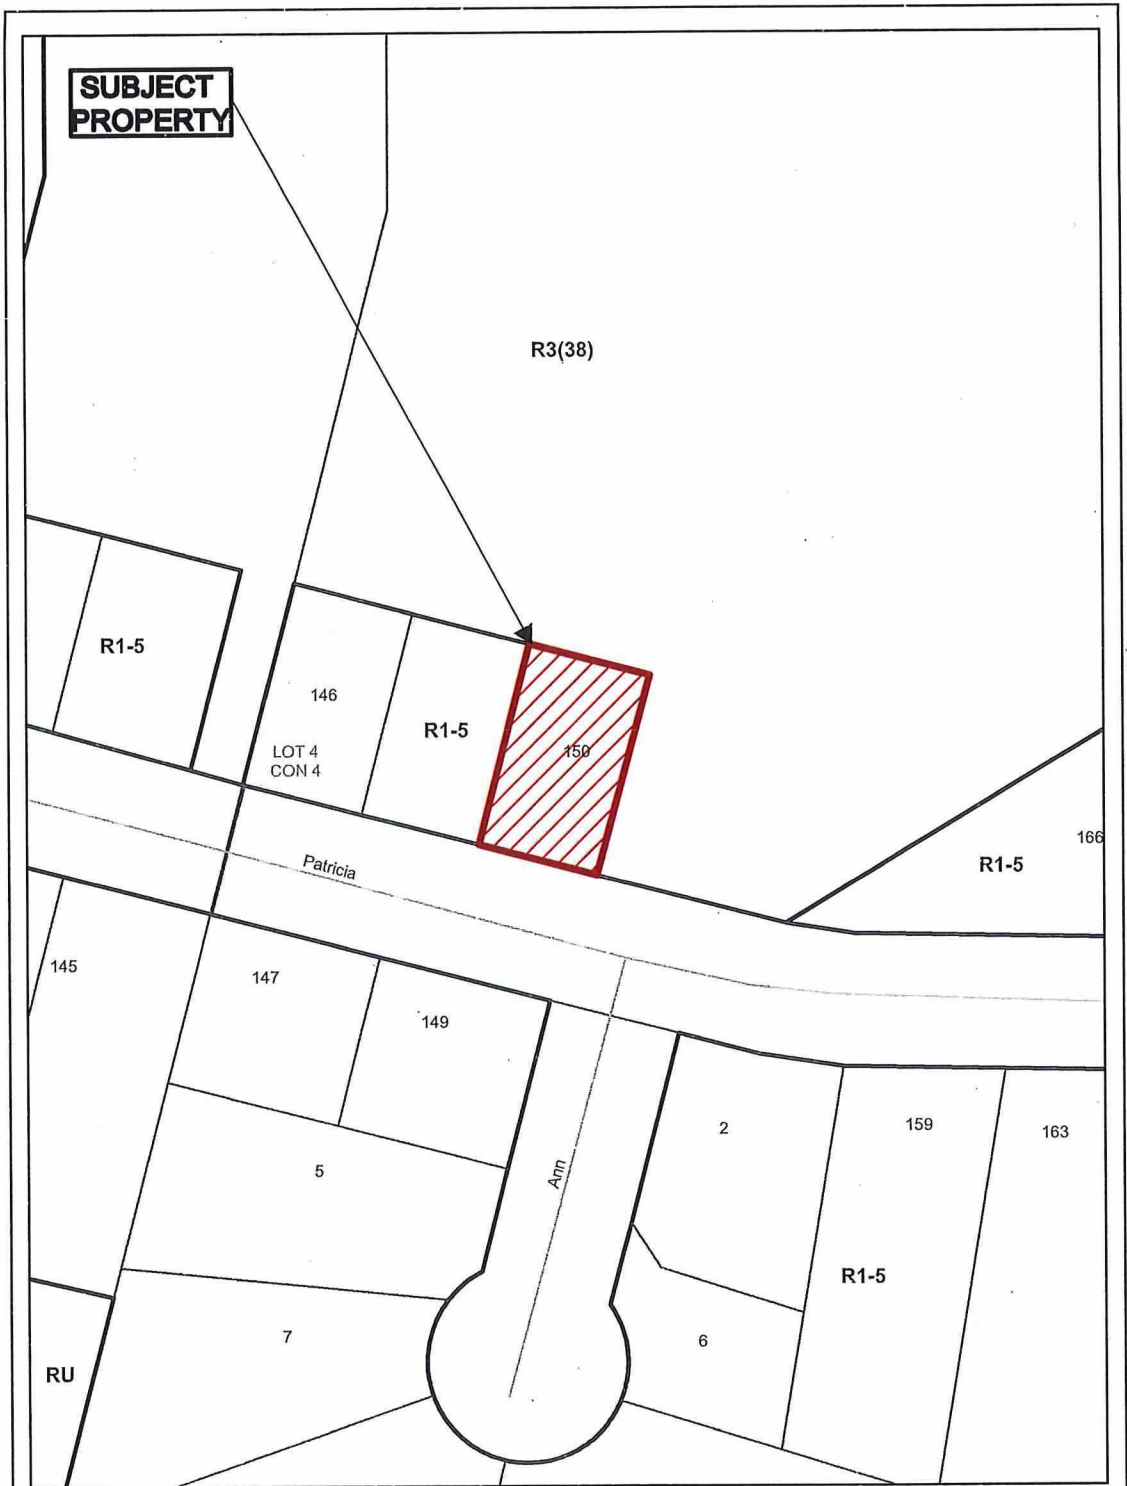 SUBJECT
PROPERTY
R3(38)
R1-5
146
R1-5
150
LOT 4
CON 4
166
R1-5
Patricia
145
147
149
2
159
163
5
Ann
R1-5
7
6
RU